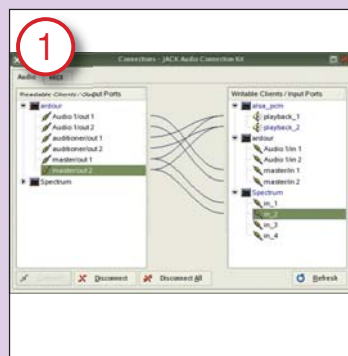 1
Connections - JACK Audio Connection Kit
Audio
Readable Clients / Output Ports
ardour
Audio 1/out 1
Audio 1/out 2
auditioner/out 1
auditioner/out 2
master/out 1
master/out 2
Spectrum
Writable Clients / Input Ports
alsa_pcm
playback_1
playback_2
ardour
Audio 1/in 1
Audio 1/in 2
master/in 1
master/in 2
Spectrum
in_1
in_2
in_3
in_4
Connect
Disconnect
Disconnect All
Refresh